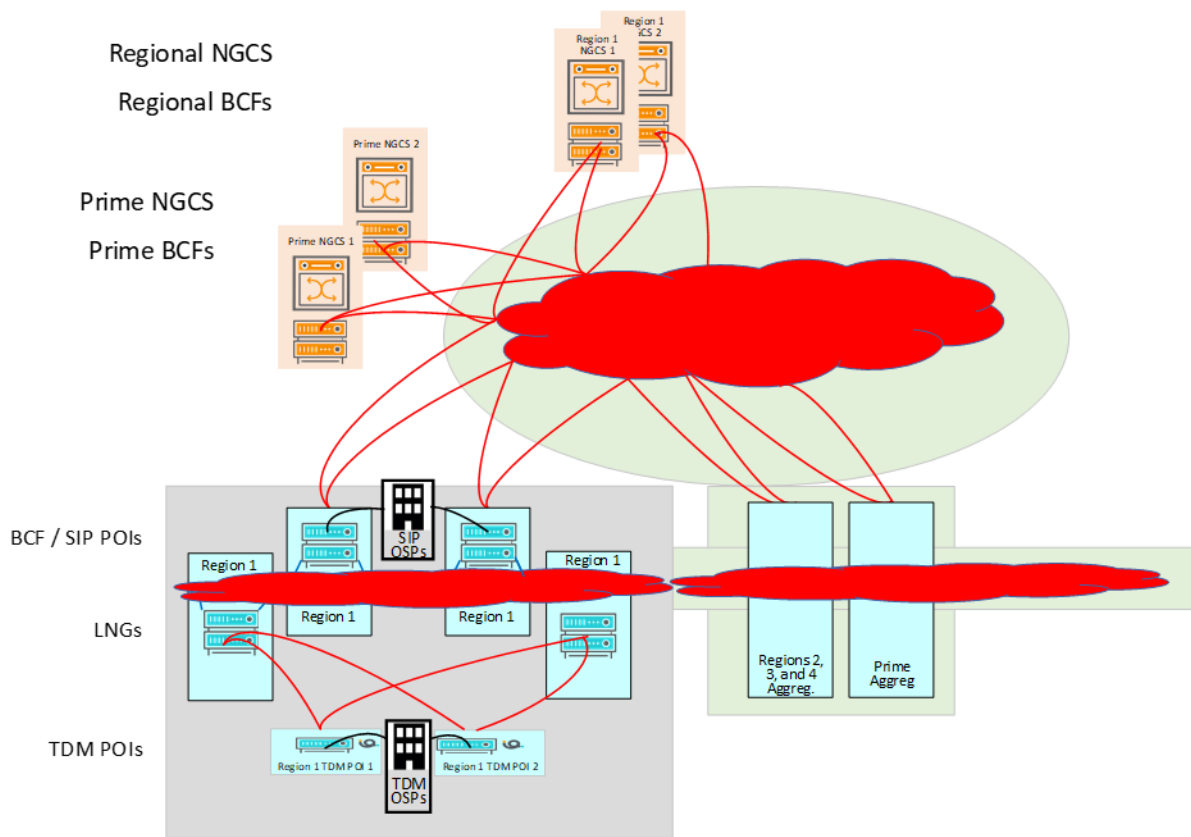 Regional NGCS
Regional BCFs
Region 1
NGCS 2
Region 1
NGCS 1
Prime NGCS 2
Prime NGCS
Prime BCFs
Prime NGCS 1
BCF / SIP POIs
SIP
OSPs
Region 1
Region 1
Region 1
Region 1
LNGs
Regions 2,
3, and 4
Aggreg.
Prime
Aggreg
TDM POIs
Region 1 TDM POI 1
Region 1 TDM POI 2
TDM
OSPs